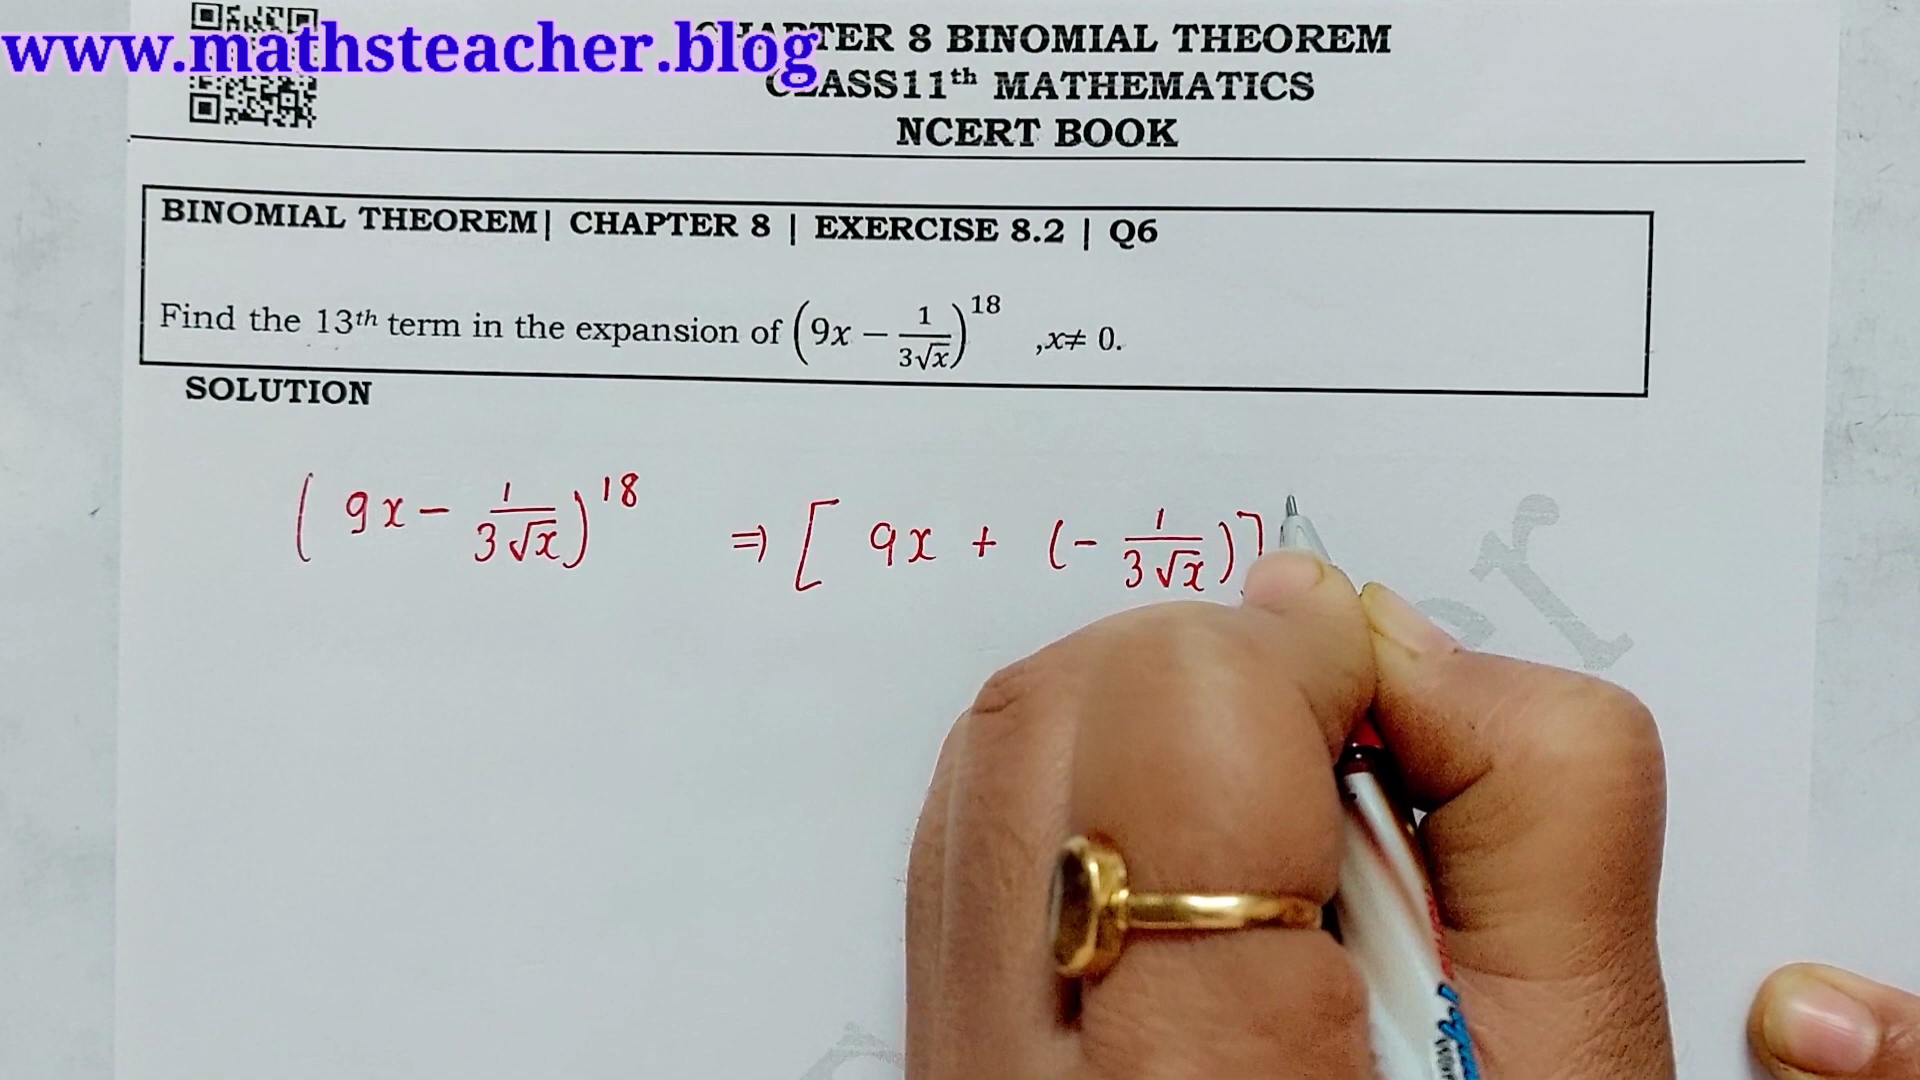 www.mathsteacher.blog
CHAPTER 8 BINOMIAL THEOREM
CLASS11th MATHEMATICS
NCERT BOOK
BINOMIAL THEOREM| CHAPTER 8 | EXERCISE 8.2 | Q6
Find the 13th term in the expansion of (9x − 1/(3√x))^18 ,x≠ 0.
SOLUTION
(9x − 1/(3√x))^18 ⇒ [9x + (− 1/(3√x))]